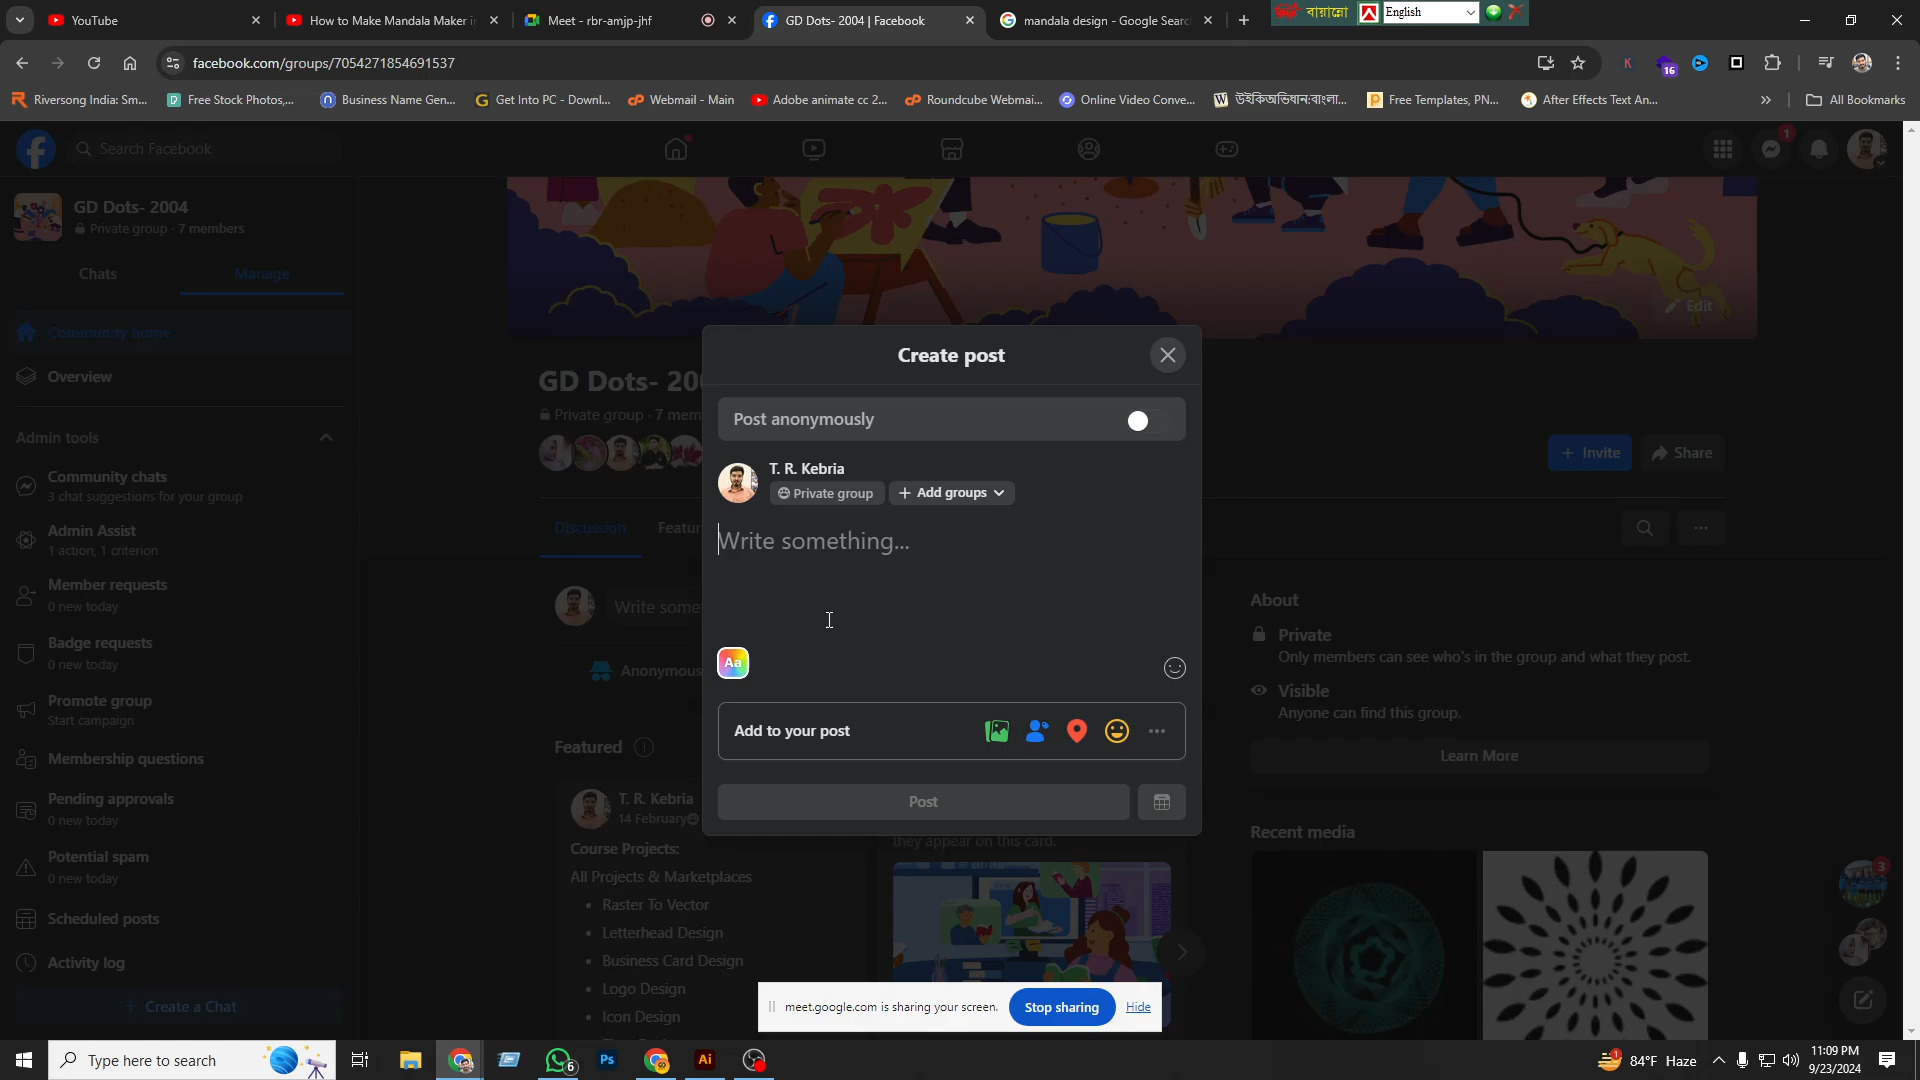 YouTube
How to Make Mandala Maker i
Meet - rbr-amjp-jhf
GD Dots- 2004 | Facebook
mandala design - Google Searc
বায়ান্নো
English
facebook.com/groups/7054271854691537
K
16
Riversong India: Sm...
Free Stock Photos,...
Business Name Gen...
Get Into PC - Downl...
Webmail - Main
Adobe animate cc 2...
Roundcube Webmai...
Online Video Conve...
উইকিঅভিধান:বাংলা...
Free Templates, PN...
After Effects Text An...
All Bookmarks
Search Facebook
1
GD Dots- 2004
Private group · 7 members
Chats
Manage
Community home
Overview
Admin tools
Community chats
3 chat suggestions for your group
Admin Assist
1 action, 1 criterion
Member requests
0 new today
Badge requests
0 new today
Promote group
Start campaign
Membership questions
Pending approvals
0 new today
Potential spam
0 new today
Scheduled posts
Activity log
+ Create a Chat
Edit
GD Dots- 20
Private group · 7 mem
+ Invite
Share
Discussion
Featur
Write some
Anonymous
Featured
T. R. Kebria
14 February
Course Projects:
All Projects & Marketplaces
• Raster To Vector
• Letterhead Design
• Business Card Design
• Logo Design
• Icon Design
they appear on this card.
Create post
Post anonymously
T. R. Kebria
Private group
+ Add groups
Write something...
Aa
Add to your post
Post
About
Private
Only members can see who's in the group and what they post.
Visible
Anyone can find this group.
Learn More
Recent media
3
meet.google.com is sharing your screen.
Stop sharing
Hide
Type here to search
6
Ps
Ai
1
84°F Haze
11:09 PM
9/23/2024